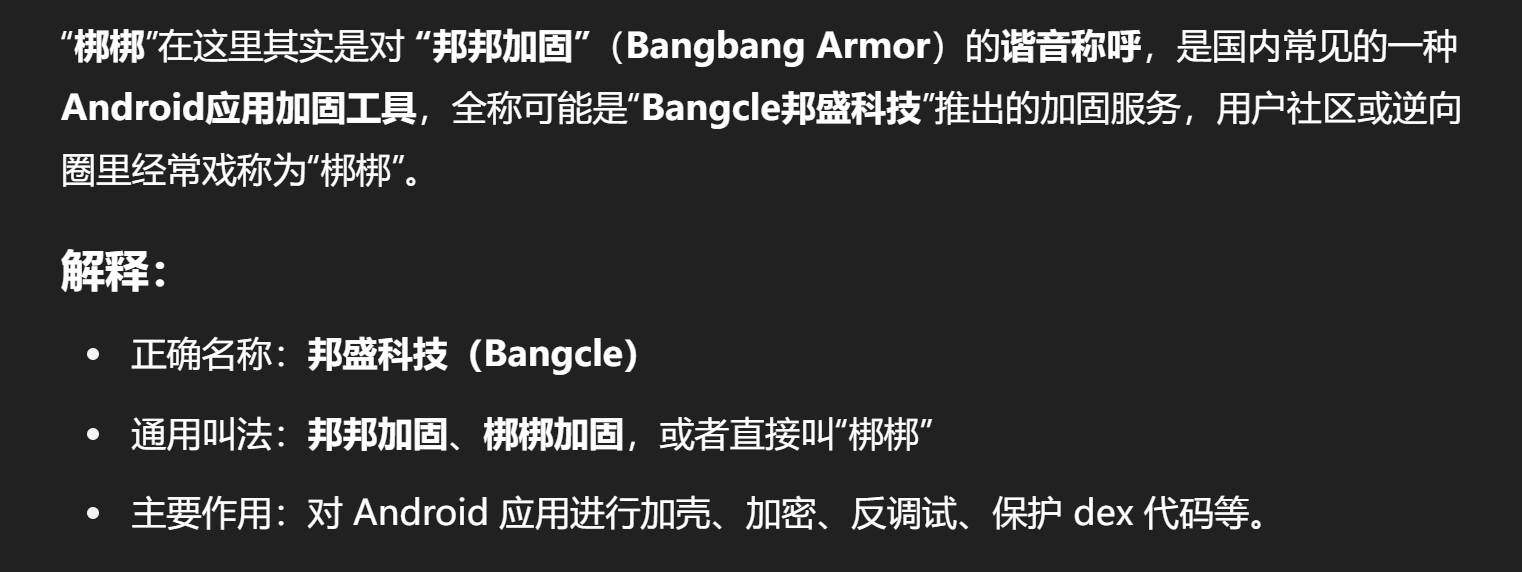 “梆梆”在这里其实是对 “邦邦加固”（Bangbang Armor）的谐音称呼，是国内常见的一种
Android应用加固工具，全称可能是“Bangcle邦盛科技”推出的加固服务，用户社区或逆向
圈里经常戏称为“梆梆”。
解释：
• 正确名称：邦盛科技（Bangcle）
• 通用叫法：邦邦加固、梆梆加固，或者直接叫“梆梆”
• 主要作用：对 Android 应用进行加壳、加密、反调试、保护 dex 代码等。